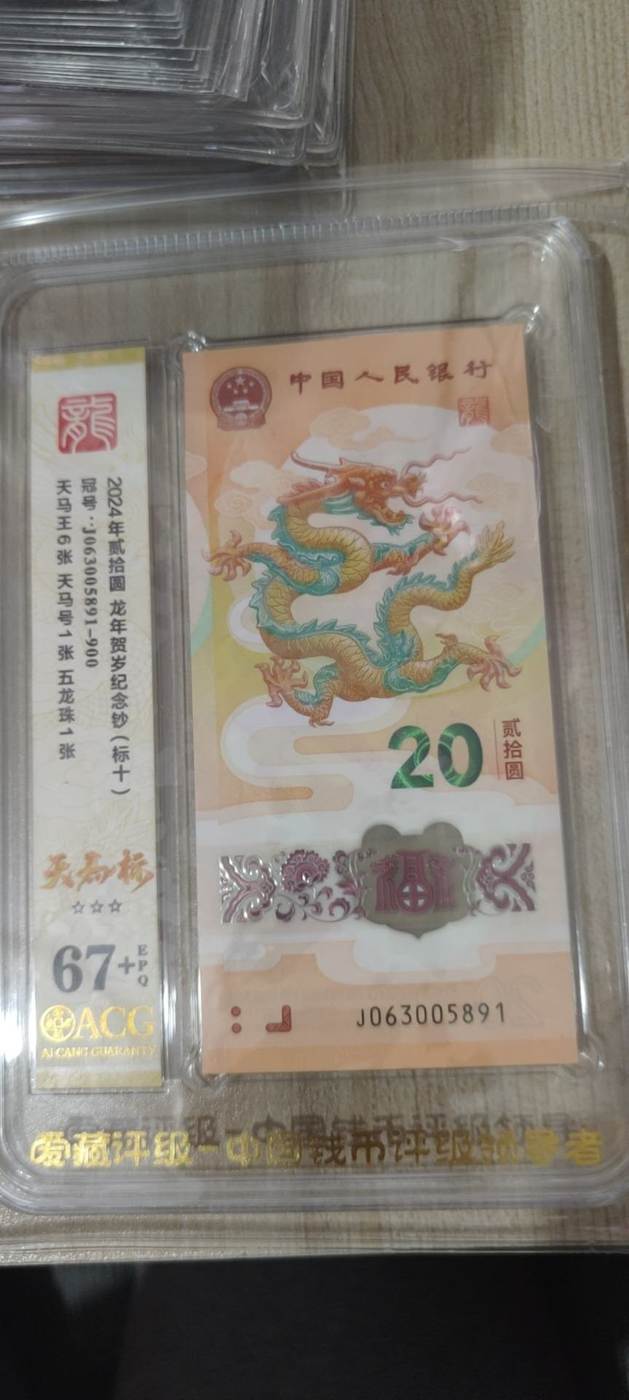 龍
2024年贰拾圆 龙年贺岁纪念钞(标十)
冠号:J063005891-900
天马王6张 天马号1张 五龙珠1张
天马标
☆☆☆
67+
EPQ
ACG
AI CANG GUARANTY
中国人民银行
龍
20
贰拾圆
福
J063005891
爱藏评级-中国钱币评级领导者